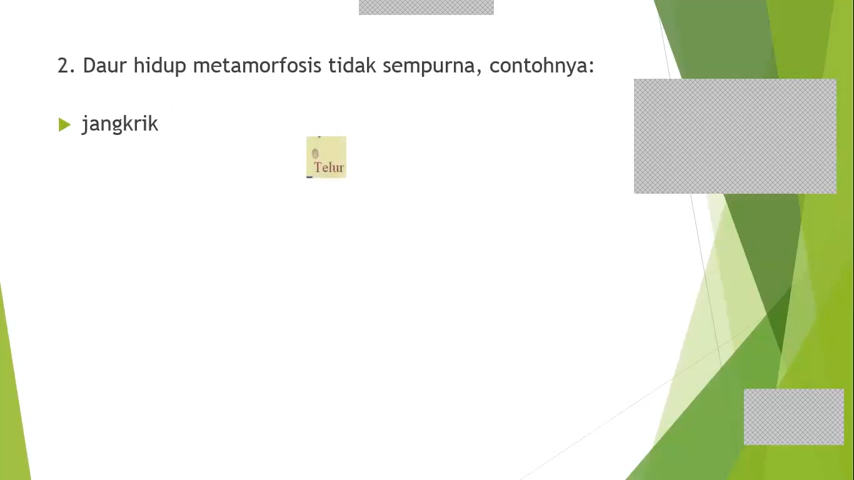 2. Daur hidup metamorfosis tidak sempurna, contohnya:
jangkrik
Telur